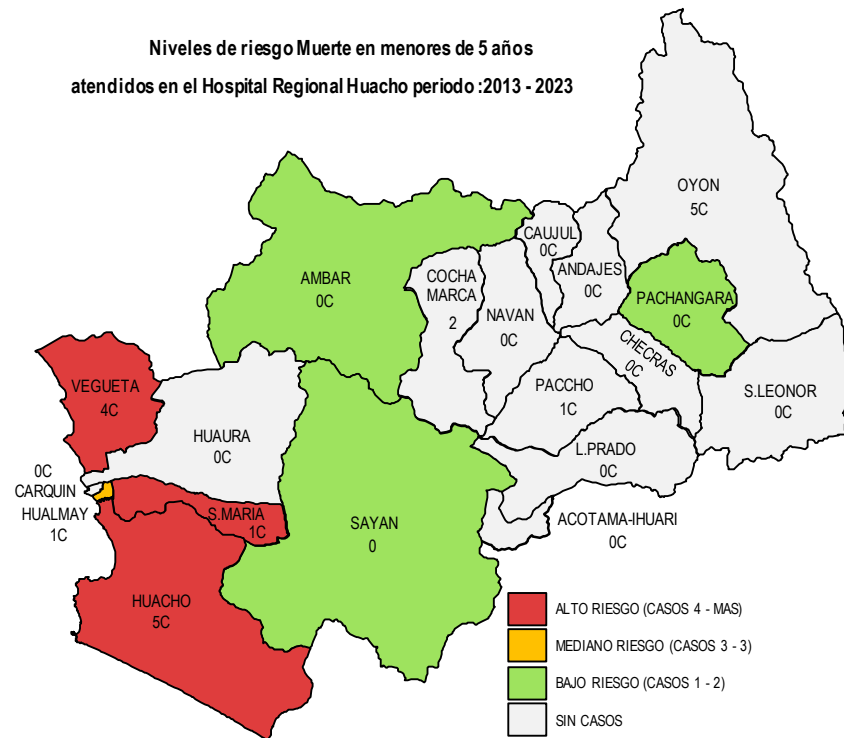 Niveles de riesgo Muerte en menores de 5 años
atendidos en el Hospital Regional Huacho periodo :2013 - 2023
OYON
5C
CAUJUL
0C
ANDAJES
0C
AMBAR
0C
COCHA
MARCA
2
NAVAN
0C
PACHANGARA
0C
CHECRAS
0C
VEGUETA
4C
PACCHO
1C
S.LEONOR
0C
HUAURA
0C
L.PRADO
0C
0C
CARQUIN
HUALMAY
1C
S.MARIA
1C
SAYAN
0
ACOTAMA-IHUARI
0C
HUACHO
5C
ALTO RIESGO (CASOS 4 - MAS)
MEDIANO RIESGO (CASOS 3 - 3)
BAJO RIESGO (CASOS 1 - 2)
SIN CASOS